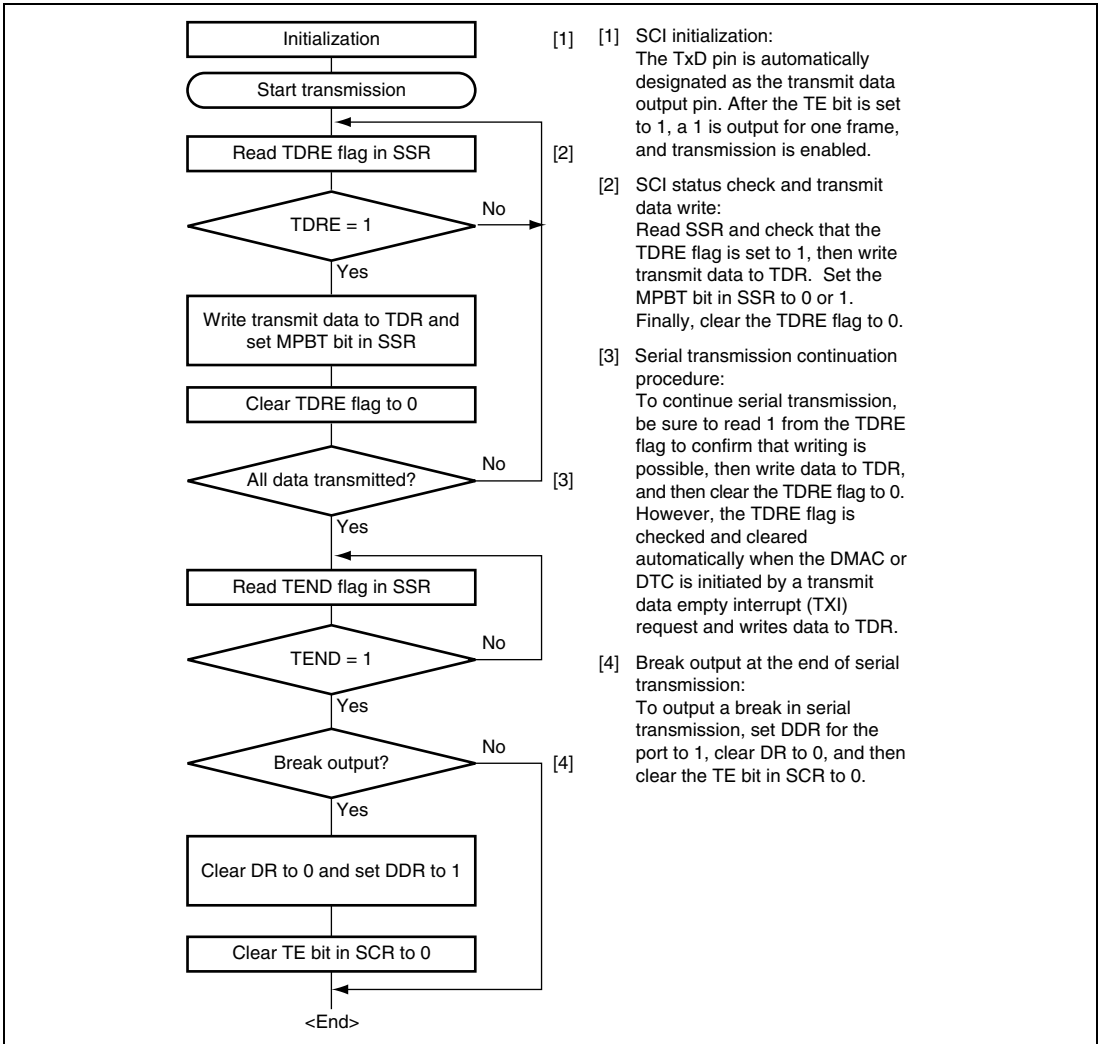 Initialization
[1]
Start transmission
Read TDRE flag in SSR
[2]
TDRE = 1
No
Yes
Write transmit data to TDR and
set MPBT bit in SSR
Clear TDRE flag to 0
All data transmitted?
No
[3]
Yes
Read TEND flag in SSR
TEND = 1
No
Yes
Break output?
No
[4]
Yes
Clear DR to 0 and set DDR to 1
Clear TE bit in SCR to 0
<End>
[1] SCI initialization:
The TxD pin is automatically
designated as the transmit data
output pin. After the TE bit is set
to 1, a 1 is output for one frame,
and transmission is enabled.
[2] SCI status check and transmit
data write:
Read SSR and check that the
TDRE flag is set to 1, then write
transmit data to TDR.  Set the
MPBT bit in SSR to 0 or 1.
Finally, clear the TDRE flag to 0.
[3] Serial transmission continuation
procedure:
To continue serial transmission,
be sure to read 1 from the TDRE
flag to confirm that writing is
possible, then write data to TDR,
and then clear the TDRE flag to 0.
However, the TDRE flag is
checked and cleared
automatically when the DMAC or
DTC is initiated by a transmit
data empty interrupt (TXI)
request and writes data to TDR.
[4] Break output at the end of serial
transmission:
To output a break in serial
transmission, set DDR for the
port to 1, clear DR to 0, and then
clear the TE bit in SCR to 0.